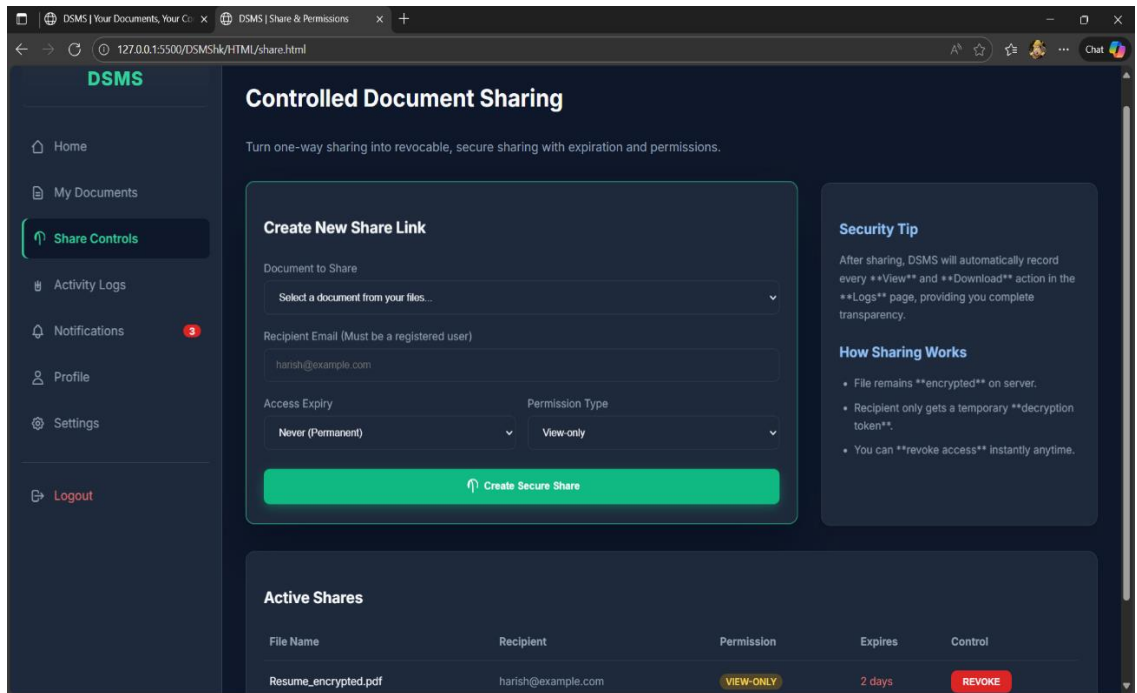 DSMS | Your Documents, Your Co
DSMS | Share & Permissions
127.0.0.1:5500/DSMShk/HTML/share.html
Chat
DSMS
Home
My Documents
Share Controls
Activity Logs
Notifications 3
Profile
Settings
Logout
Controlled Document Sharing
Turn one-way sharing into revocable, secure sharing with expiration and permissions.
Create New Share Link
Document to Share
Select a document from your files...
Recipient Email (Must be a registered user)
harish@example.com
Access Expiry Permission Type
Never (Permanent) View-only
Create Secure Share
Security Tip
After sharing, DSMS will automatically record
every **View** and **Download** action in the
**Logs** page, providing you complete
transparency.
How Sharing Works
• File remains **encrypted** on server.
• Recipient only gets a temporary **decryption
token**.
• You can **revoke access** instantly anytime.
Active Shares
File Name Recipient Permission Expires Control
Resume_encrypted.pdf harish@example.com VIEW-ONLY 2 days REVOKE